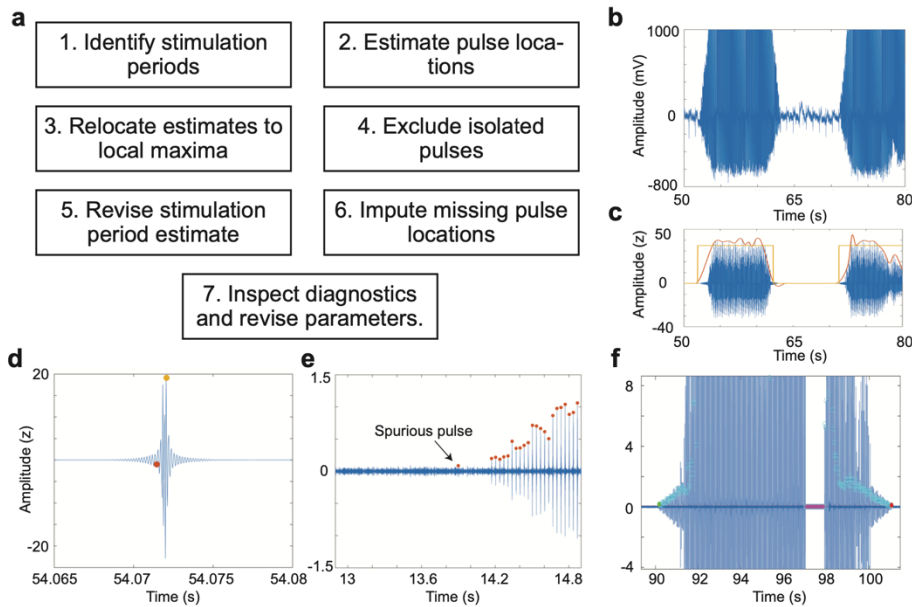 a
1. Identify stimulation
periods
2. Estimate pulse loca-
tions
3. Relocate estimates to
local maxima
4. Exclude isolated
pulses
5. Revise stimulation
period estimate
6. Impute missing pulse
locations
7. Inspect diagnostics
and revise parameters.
b
Amplitude (mV)
1000
0
-800
50 65 80
Time (s)
c
Amplitude (z)
50
0
-40
50 65 80
Time (s)
d
Amplitude (z)
20
-20
54.065 54.07 54.075 54.08
Time (s)
e
1.5
0
-1.5
Spurious pulse
13 13.6 14.2 14.8
Time (s)
f
8
4
0
-4
90 92 94 96 98 100
Time (s)